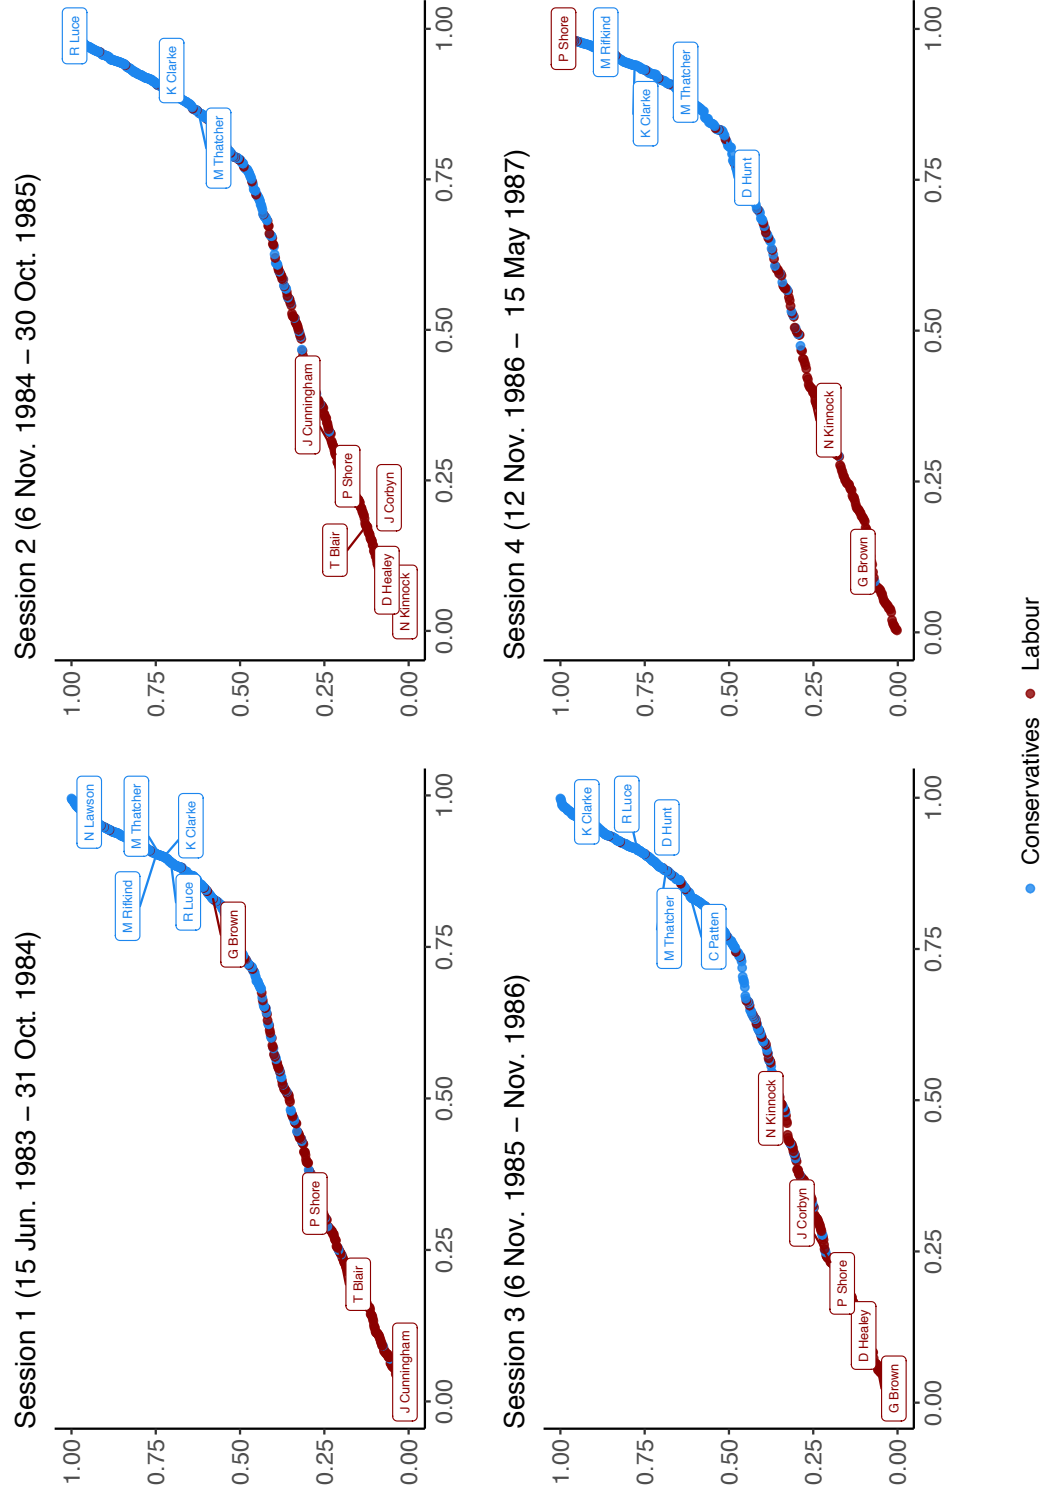 Session 1 (15 Jun. 1983 – 31 Oct. 1984)
1.00
0.75
0.50
0.25
0.00
N Lawson
M Thatcher
M Rifkind
K Clarke
R Luce
G Brown
P Shore
T Blair
J Cunningham
0.00
0.25
0.50
0.75
1.00
Session 2 (6 Nov. 1984 – 30 Oct. 1985)
1.00
0.75
0.50
0.25
0.00
R Luce
K Clarke
M Thatcher
J Cunningham
P Shore
T Blair
J Corbyn
D Healey
N Kinnock
0.00
0.25
0.50
0.75
1.00
Session 3 (6 Nov. 1985 – Nov. 1986)
1.00
0.75
0.50
0.25
0.00
K Clarke
R Luce
D Hunt
M Thatcher
C Patten
N Kinnock
J Corbyn
P Shore
D Healey
G Brown
0.00
0.25
0.50
0.75
1.00
Session 4 (12 Nov. 1986 – 15 May 1987)
1.00
0.75
0.50
0.25
0.00
P Shore
M Rifkind
K Clarke
M Thatcher
D Hunt
N Kinnock
G Brown
0.00
0.25
0.50
0.75
1.00
Conservatives Labour